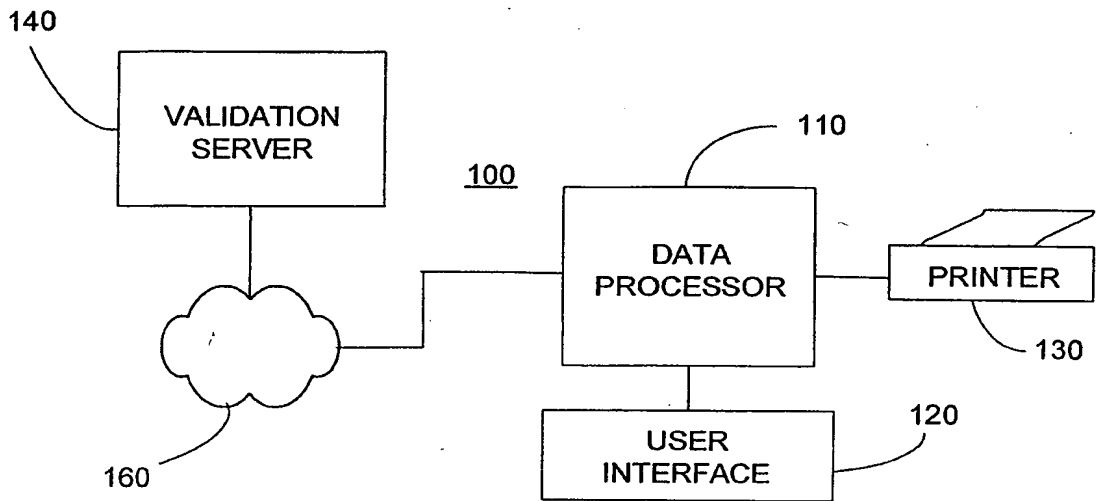 140
VALIDATION
SERVER
110
100
DATA
PROCESSOR
PRINTER
130
120
USER
INTERFACE
160